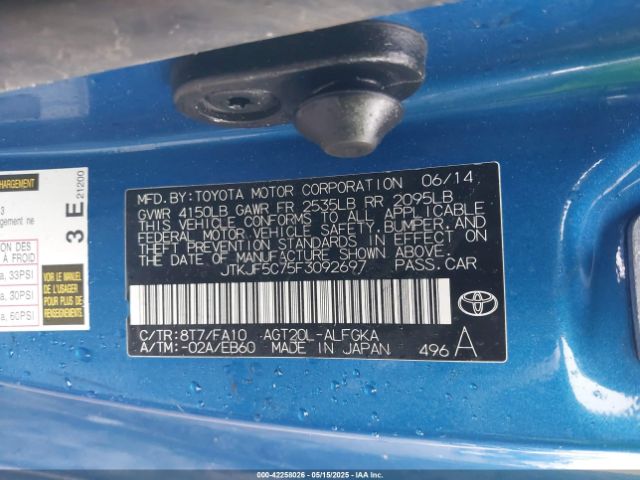 MFD.BY:TOYOTA MOTOR CORPORATION 06/14
GVWR 4150LB GAWR FR 2535LB RR 2095LB
THIS VEHICLE CONFORMS TO ALL APPLICABLE
FEDERAL MOTOR VEHICLE SAFETY, BUMPER, AND
THEFT PREVENTION STANDARDS IN EFFECT ON
THE DATE OF MANUFACTURE SHOWN ABOVE.
JTKJF5C75F3092697 PASS.CAR
C/TR:8T7/FA10 AGT20L-ALFGKA
A/TM:-02A/EB60 MADE IN JAPAN 496 A
TOYOTA
CHARGEMENT
3
ne
À FROID
33PSI
30PSI
60PSI
VOIR LE MANUEL
DE L'USAGER
POUR PLUS DE
RENSEIGNEMENTS
3 E 21200
000-42258026 - 05/15/2025 - COPYRIGHT IAA, LLC.